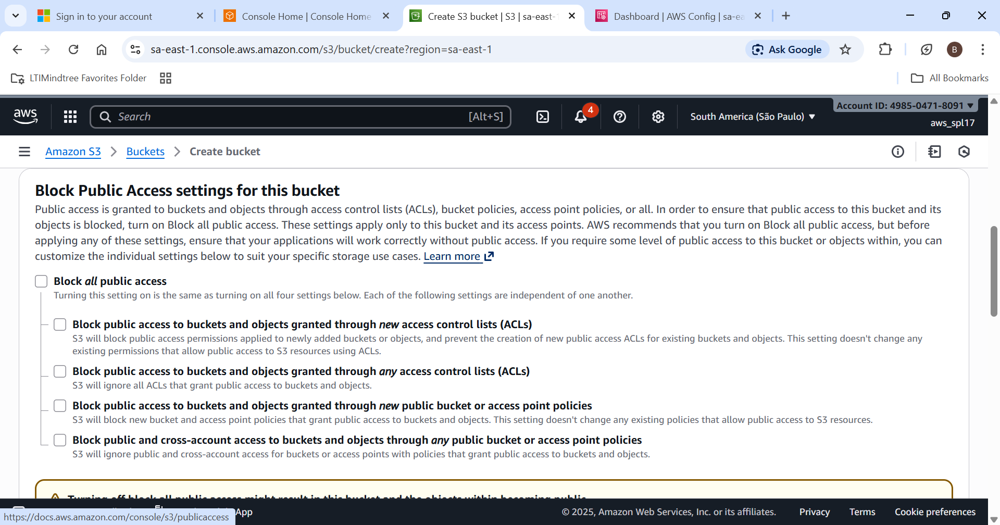 Sign in to your account
Console Home | Console Home
Create S3 bucket | S3 | sa-east-1
Dashboard | AWS Config | sa-ea
sa-east-1.console.aws.amazon.com/s3/bucket/create?region=sa-east-1
Ask Google
B
LTIMindtree Favorites Folder
All Bookmarks
aws
Search
[Alt+S]
4
South America (São Paulo)
Account ID: 4985-0471-8091
aws_spl17
Amazon S3 > Buckets > Create bucket
Block Public Access settings for this bucket
Public access is granted to buckets and objects through access control lists (ACLs), bucket policies, access point policies, or all. In order to ensure that public access to this bucket and its
objects is blocked, turn on Block all public access. These settings apply only to this bucket and its access points. AWS recommends that you turn on Block all public access, but before
applying any of these settings, ensure that your applications will work correctly without public access. If you require some level of public access to this bucket or objects within, you can
customize the individual settings below to suit your specific storage use cases. Learn more
Block all public access
Turning this setting on is the same as turning on all four settings below. Each of the following settings are independent of one another.
Block public access to buckets and objects granted through new access control lists (ACLs)
S3 will block public access permissions applied to newly added buckets or objects, and prevent the creation of new public access ACLs for existing buckets and objects. This setting doesn't change any
existing permissions that allow public access to S3 resources using ACLs.
Block public access to buckets and objects granted through any access control lists (ACLs)
S3 will ignore all ACLs that grant public access to buckets and objects.
Block public access to buckets and objects granted through new public bucket or access point policies
S3 will block new bucket and access point policies that grant public access to buckets and objects. This setting doesn't change any existing policies that allow public access to S3 resources.
Block public and cross-account access to buckets and objects through any public bucket or access point policies
S3 will ignore public and cross-account access for buckets or access points with policies that grant public access to buckets and objects.
Turning off block all public access might result in this bucket and the objects within becoming public
App
© 2025, Amazon Web Services, Inc. or its affiliates.
Privacy
Terms
Cookie preferences
https://docs.aws.amazon.com/console/s3/publicaccess